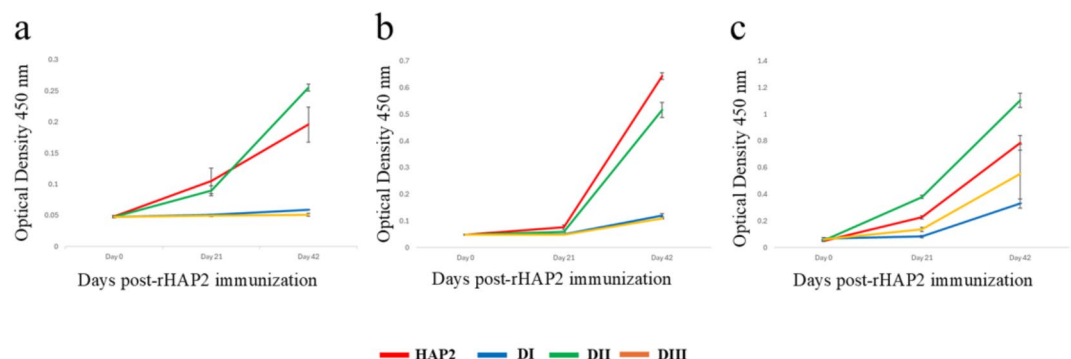 a
Optical Density 450 nm
0.3
0.25
0.2
0.15
0.1
0.05
0
Day 0
Day 21
Day 42
Days post-rHAP2 immunization
b
Optical Density 450 nm
0.7
0.6
0.5
0.4
0.3
0.2
0.1
0
Day 0
Day 21
Day 42
Days post-rHAP2 immunization
c
Optical Density 450 nm
1.4
1.2
1
0.8
0.6
0.4
0.2
0
Day 0
Day 21
Day 42
Days post-rHAP2 immunization
HAP2 DI DII DIII